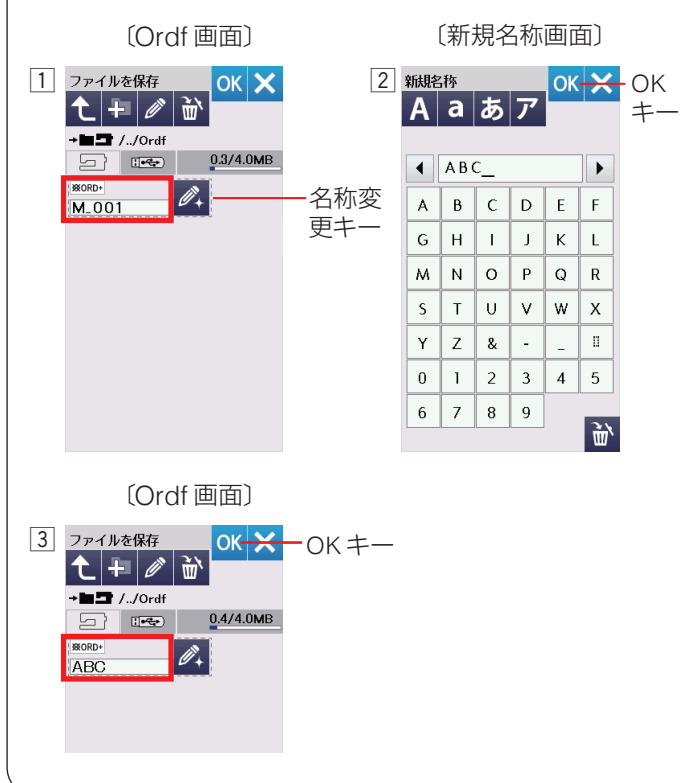 〔Ordf 画面〕
1
ファイルを保存
OK
/../Ordf
0.3/4.0MB
※ORD+
M_001
名称変
更キー
〔新規名称画面〕
2
新規名称
OK
OK
キー
A a あ ア
ABC_
A B C D E F
G H I J K L
M N O P Q R
S T U V W X
Y Z & - _
0 1 2 3 4 5
6 7 8 9
〔Ordf 画面〕
3
ファイルを保存
OK
OK キー
/../Ordf
0.4/4.0MB
※ORD+
ABC